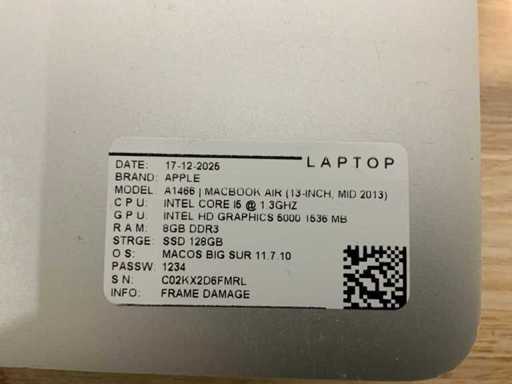 LAPTOP
DATE: 17-12-2025
BRAND: APPLE
MODEL: A1466 | MACBOOK AIR (13-INCH, MID 2013)
CPU: INTEL CORE I5 @ 1.3GHZ
GPU: INTEL HD GRAPHICS 5000 1536 MB
RAM: 8GB DDR3
STRGE: SSD 128GB
OS: MACOS BIG SUR 11.7.10
PASSW: 1234
SN: C02KX2D6FMRL
INFO: FRAME DAMAGE